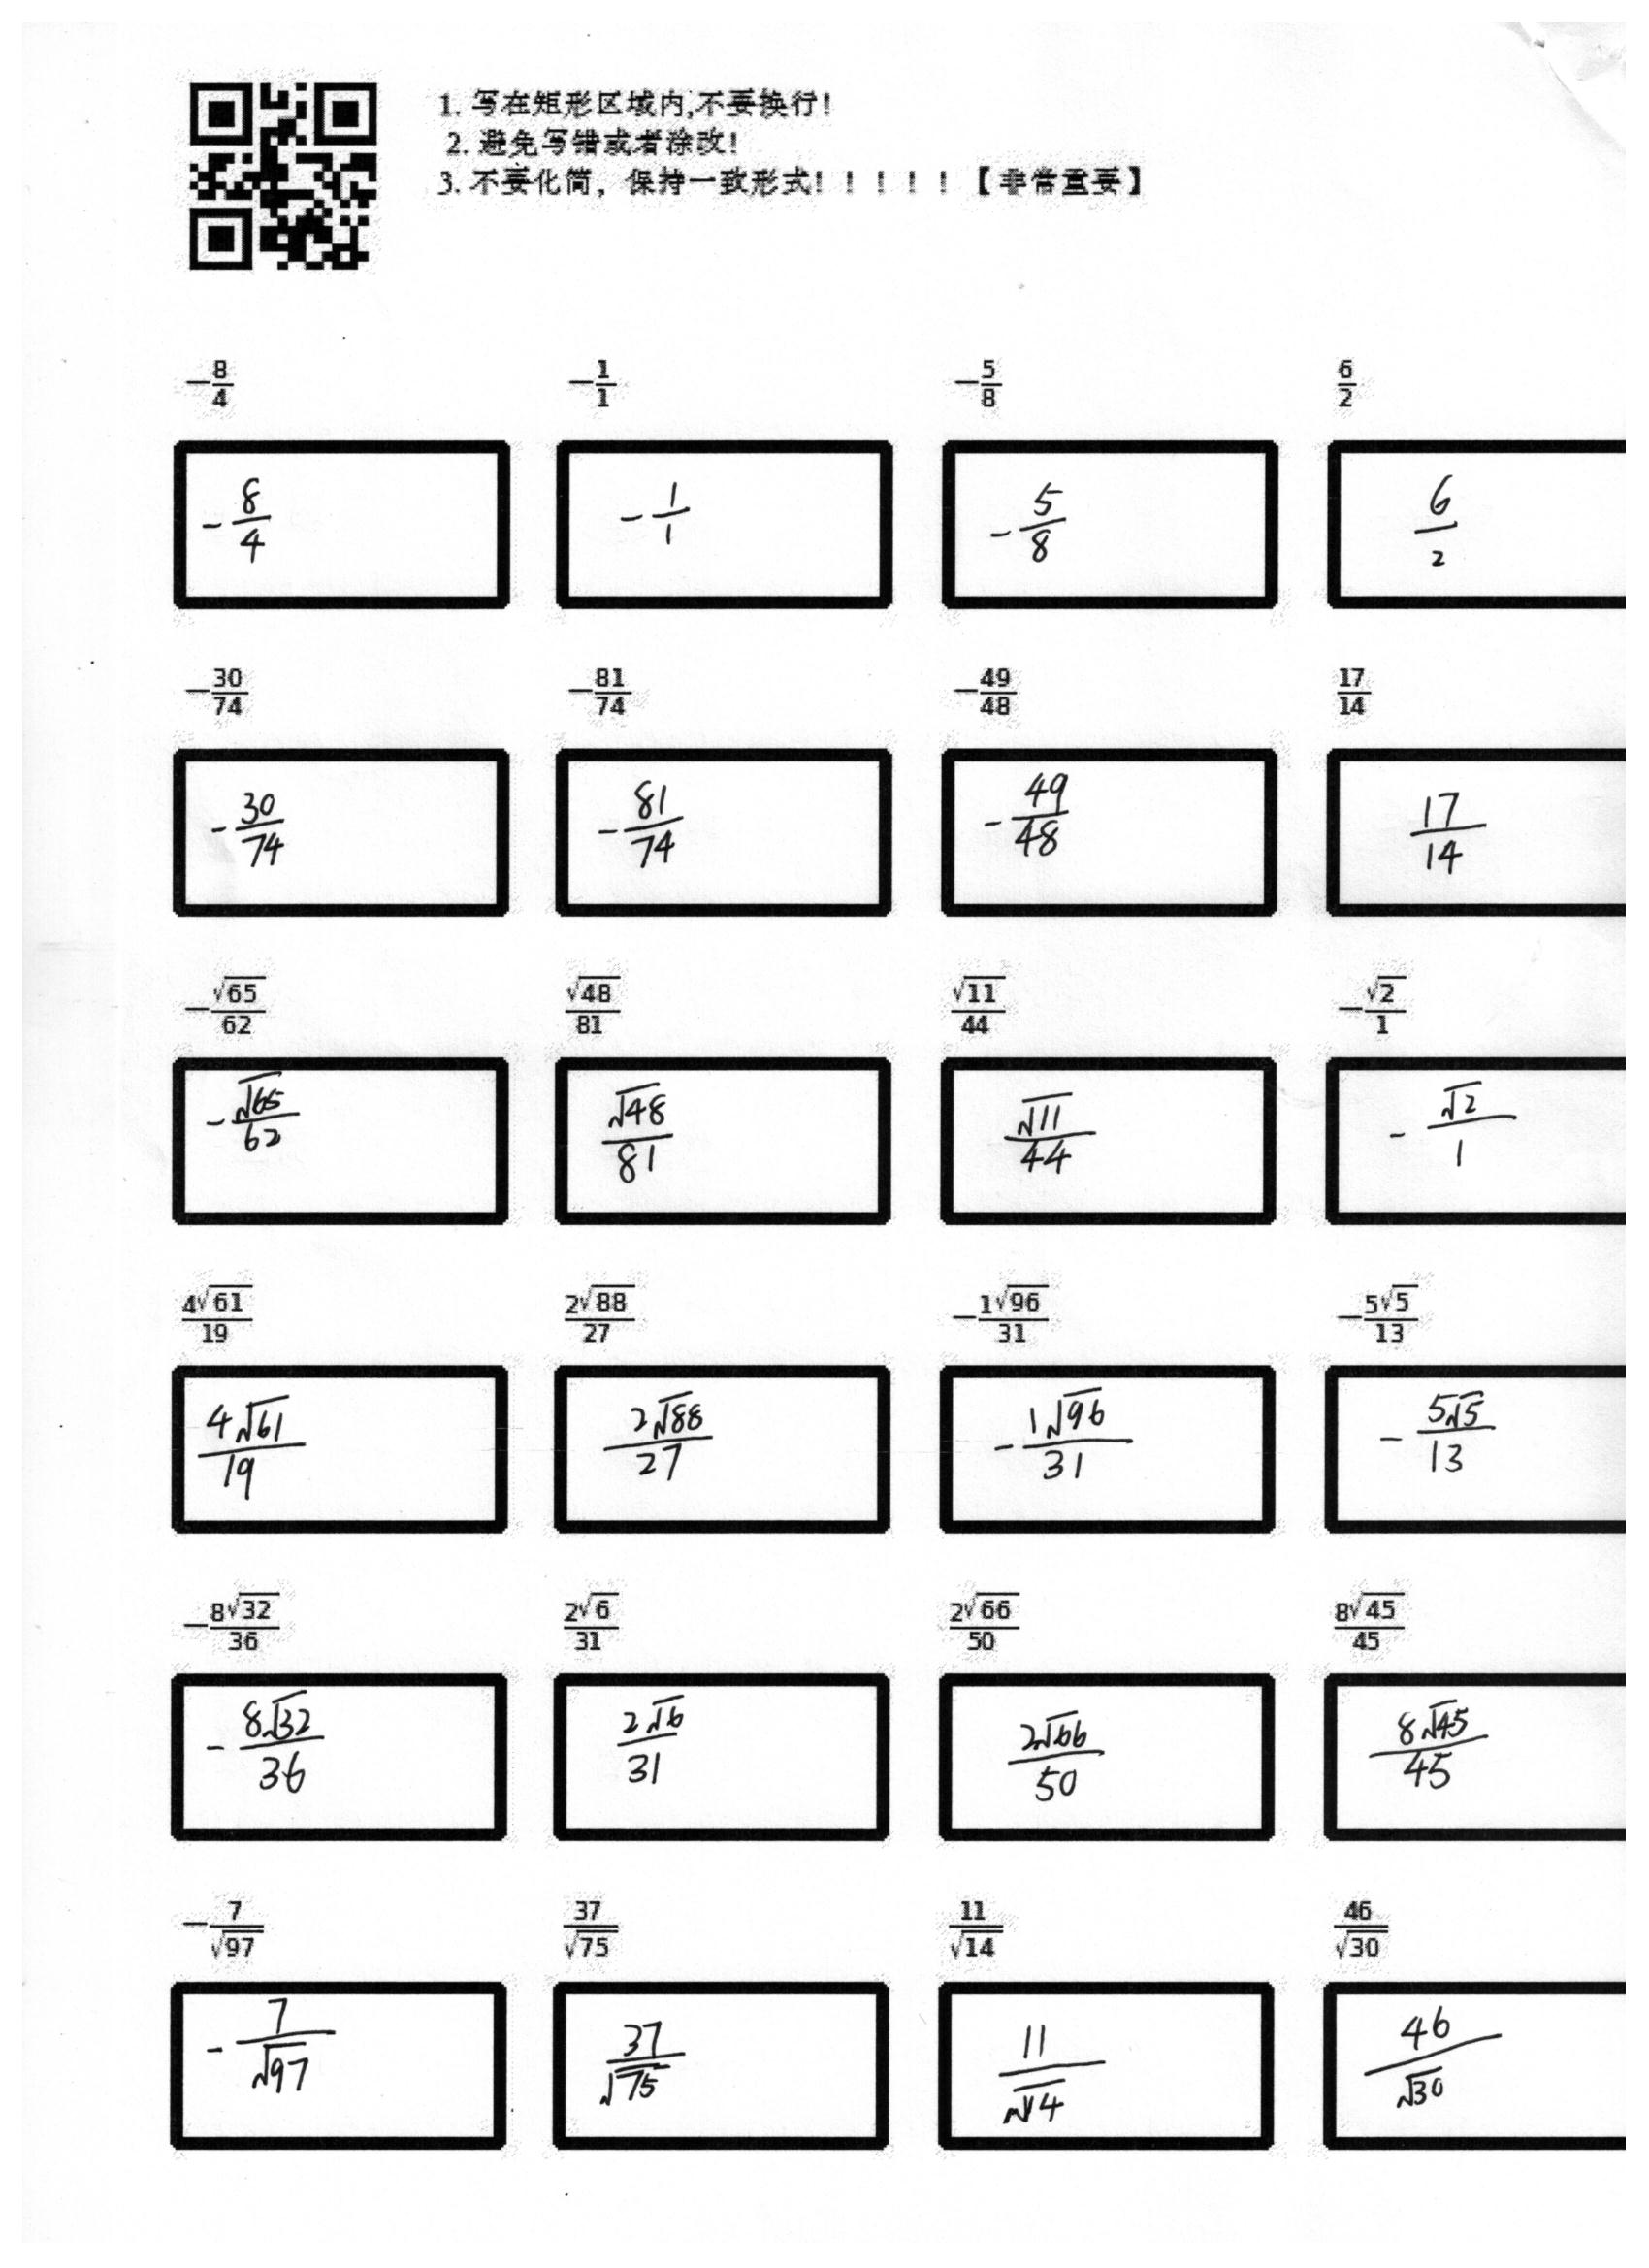 1. 写在矩形区域内,不要换行!
2. 避免写错或者涂改!
3. 不要化简，保持一致形式！！！！！【非常重要】
-\frac{8}{4} -\frac{1}{1} -\frac{5}{8} \frac{6}{2}
-\frac{8}{4} -\frac{1}{1} -\frac{5}{8} \frac{6}{2}
-\frac{30}{74} -\frac{81}{74} -\frac{49}{48} \frac{17}{14}
-\frac{30}{74} -\frac{81}{74} -\frac{49}{48} \frac{17}{14}
-\frac{\sqrt{65}}{62} \frac{\sqrt{48}}{81} \frac{\sqrt{11}}{44} -\frac{\sqrt{2}}{1}
-\frac{\sqrt{65}}{62} \frac{\sqrt{48}}{81} \frac{\sqrt{11}}{44} -\frac{\sqrt{2}}{1}
\frac{4\sqrt{61}}{19} \frac{2\sqrt{88}}{27} -\frac{1\sqrt{96}}{31} -\frac{5\sqrt{5}}{13}
\frac{4\sqrt{61}}{19} \frac{2\sqrt{88}}{27} -\frac{1\sqrt{96}}{31} -\frac{5\sqrt{5}}{13}
-\frac{8\sqrt{32}}{36} \frac{2\sqrt{6}}{31} \frac{2\sqrt{66}}{50} \frac{8\sqrt{45}}{45}
-\frac{8\sqrt{32}}{36} \frac{2\sqrt{6}}{31} \frac{2\sqrt{66}}{50} \frac{8\sqrt{45}}{45}
-\frac{7}{\sqrt{97}} \frac{37}{\sqrt{75}} \frac{11}{\sqrt{14}} \frac{46}{\sqrt{30}}
-\frac{7}{\sqrt{97}} \frac{37}{\sqrt{75}} \frac{11}{\sqrt{14}} \frac{46}{\sqrt{30}}